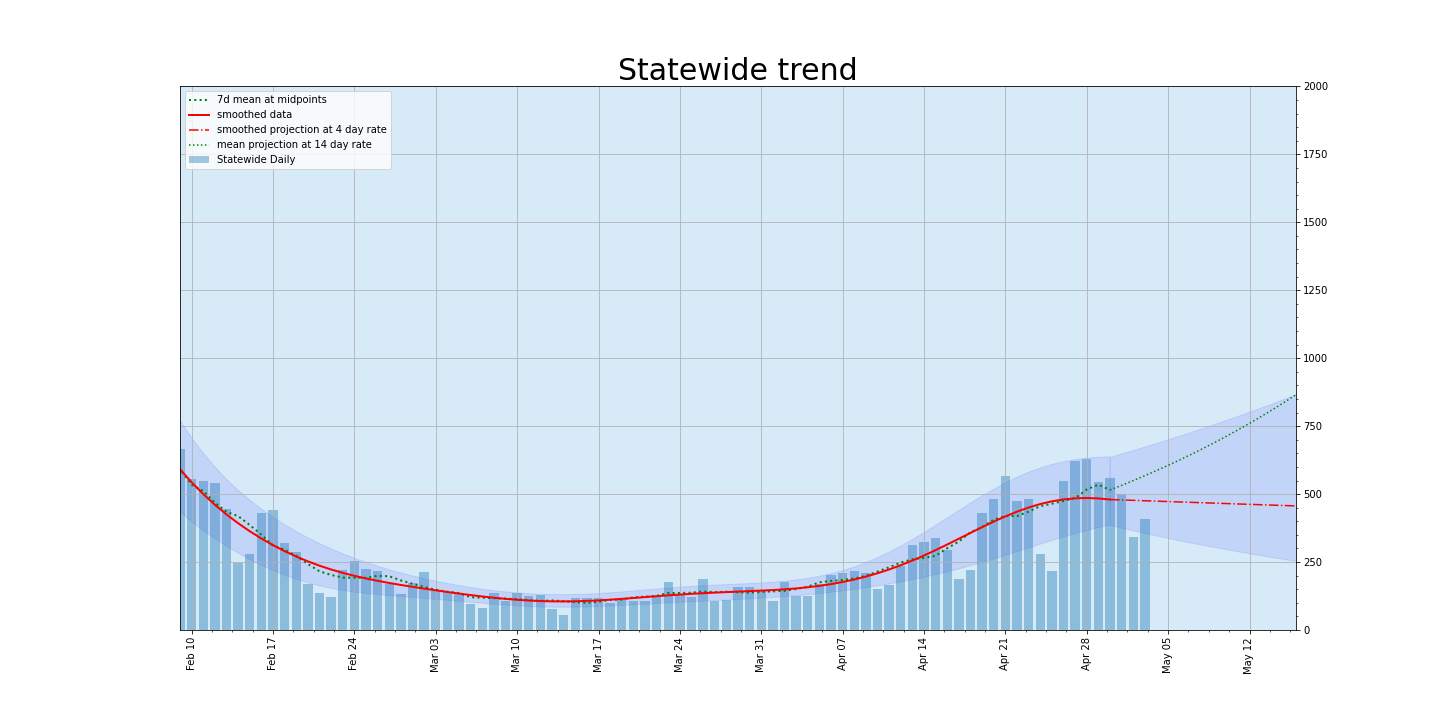 Statewide trend
7d mean at midpoints
smoothed data
smoothed projection at 4 day rate
mean projection at 14 day rate
Statewide Daily
2000
1750
1500
1250
1000
750
500
250
0
Feb 10
Feb 17
Feb 24
Mar 03
Mar 10
Mar 17
Mar 24
Mar 31
Apr 07
Apr 14
Apr 21
Apr 28
May 05
May 12